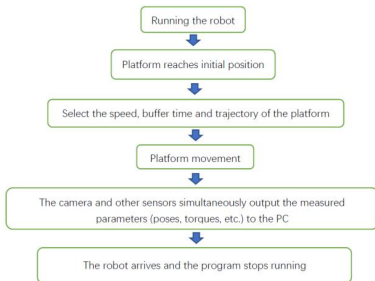 Running the robot
Platform reaches initial position
Select the speed, buffer time and trajectory of the platform
Platform movement
The camera and other sensors simultaneously output the measured
parameters (poses, torques, etc.) to the PC
The robot arrives and the program stops running